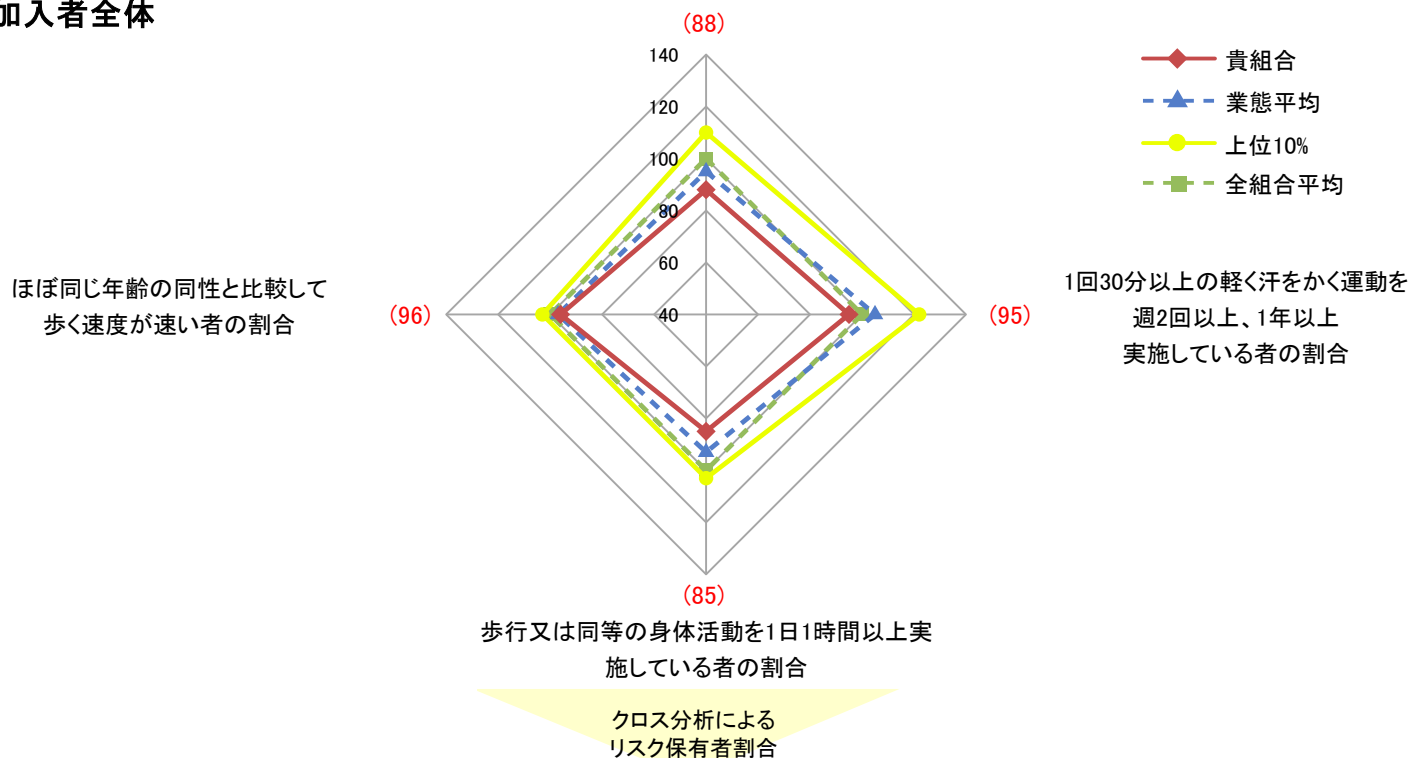 加入者全体
(88)
140
120
100
80
60
40
貴組合
業態平均
上位10%
全組合平均
ほぼ同じ年齢の同性と比較して
歩く速度が速い者の割合
(96)
(95)
1回30分以上の軽く汗をかく運動を
週2回以上、1年以上
実施している者の割合
(85)
歩行又は同等の身体活動を1日1時間以上実
施している者の割合
クロス分析による
リスク保有者割合